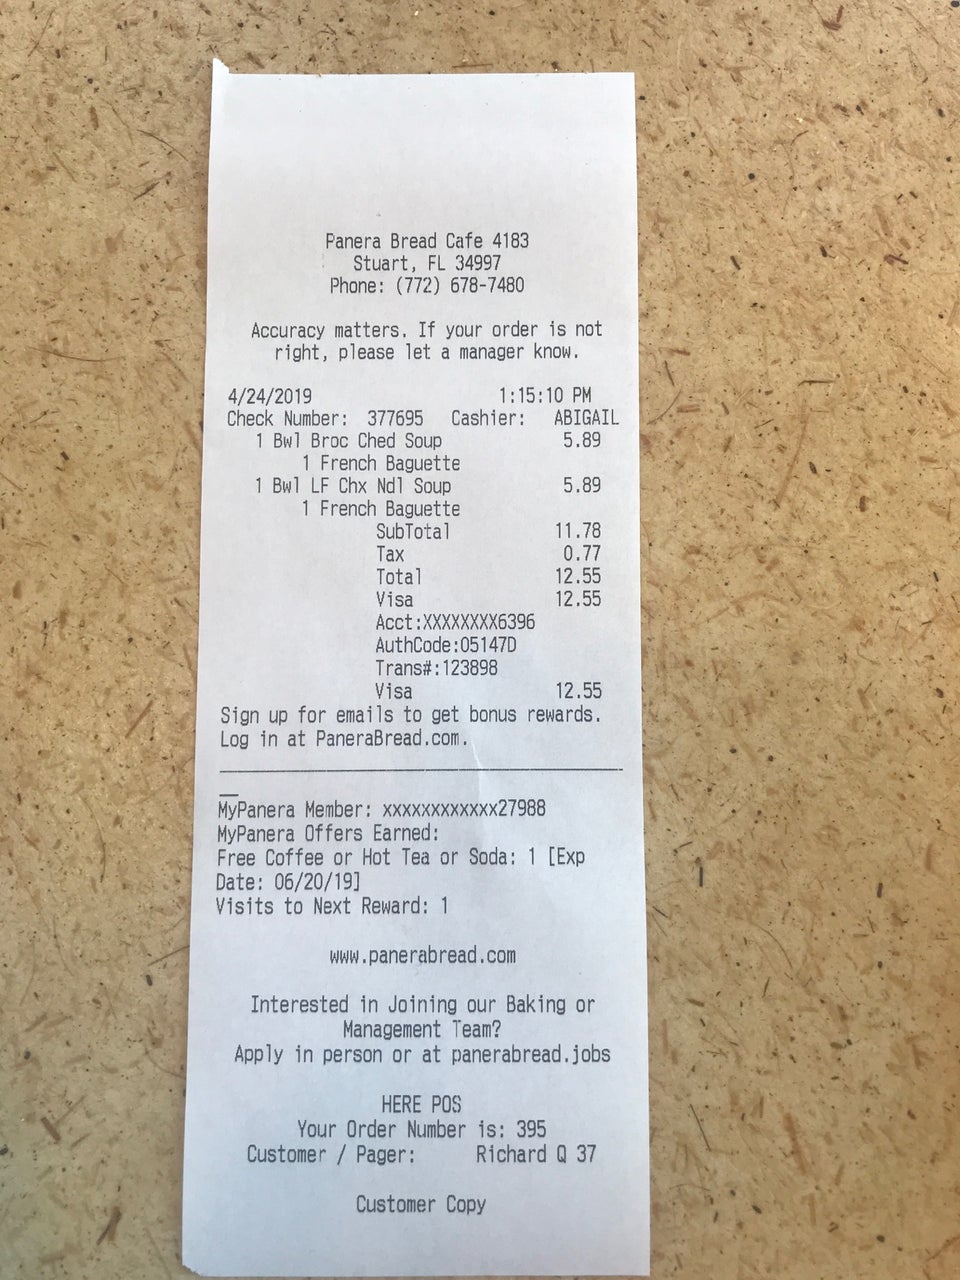 Panera Bread Cafe 4183
Stuart, FL 34997
Phone: (772) 678-7480
Accuracy matters. If your order is not
right, please let a manager know.
4/24/2019 1:15:10 PM
Check Number: 377695 Cashier: ABIGAIL
1 Bwl Broc Ched Soup 5.89
1 French Baguette
1 Bwl LF Chx Ndl Soup 5.89
1 French Baguette
SubTotal 11.78
Tax 0.77
Total 12.55
Visa 12.55
Acct:XXXXXXXX6396
AuthCode:05147D
Trans#:123898
Visa 12.55
Sign up for emails to get bonus rewards.
Log in at PaneraBread.com.
MyPanera Member: xxxxxxxxxxxx27988
MyPanera Offers Earned:
Free Coffee or Hot Tea or Soda: 1 [Exp
Date: 06/20/19]
Visits to Next Reward: 1
www.panerabread.com
Interested in Joining our Baking or
Management Team?
Apply in person or at panerabread.jobs
HERE POS
Your Order Number is: 395
Customer / Pager: Richard Q 37
Customer Copy